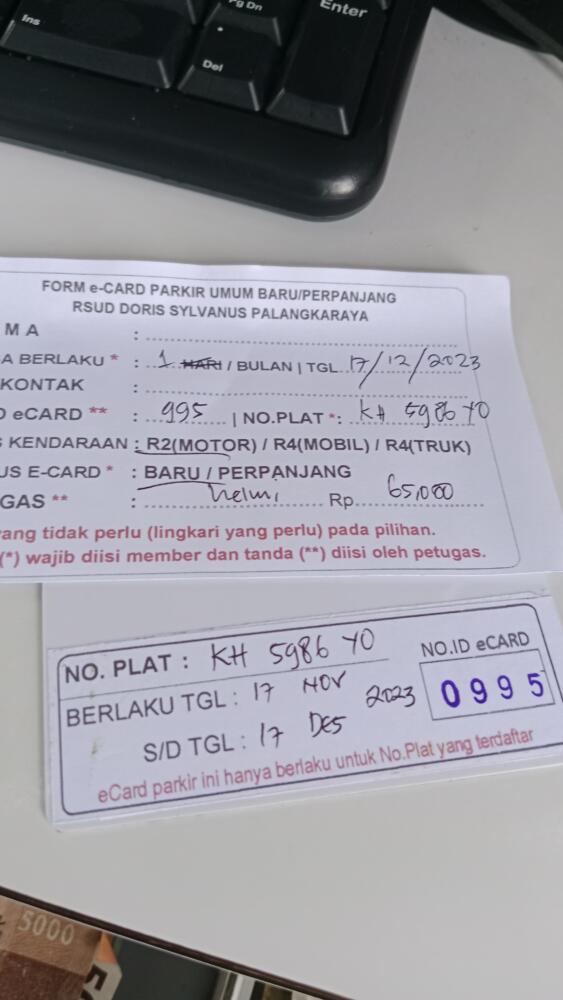 Ins
Pg Dn
Enter
Del
FORM e-CARD PARKIR UMUM BARU/PERPANJANG
RSUD DORIS SYLVANUS PALANGKARAYA
M A :
A BERLAKU * : 1 HARI / BULAN | TGL 17/12/2023
KONTAK :
eCARD ** : 995 | NO.PLAT *: KH 5986 YO
KENDARAAN : R2(MOTOR) / R4(MOBIL) / R4(TRUK)
US E-CARD * : BARU / PERPANJANG
GAS ** : helmi Rp 65,000
ang tidak perlu (lingkari yang perlu) pada pilihan.
(*) wajib diisi member dan tanda (**) diisi oleh petugas.
NO. PLAT : KH 5986 YO
NO.ID eCARD
BERLAKU TGL : 17 NOV 2023
0995
S/D TGL : 17 DES
eCard parkir ini hanya berlaku untuk No.Plat yang terdaftar
5000